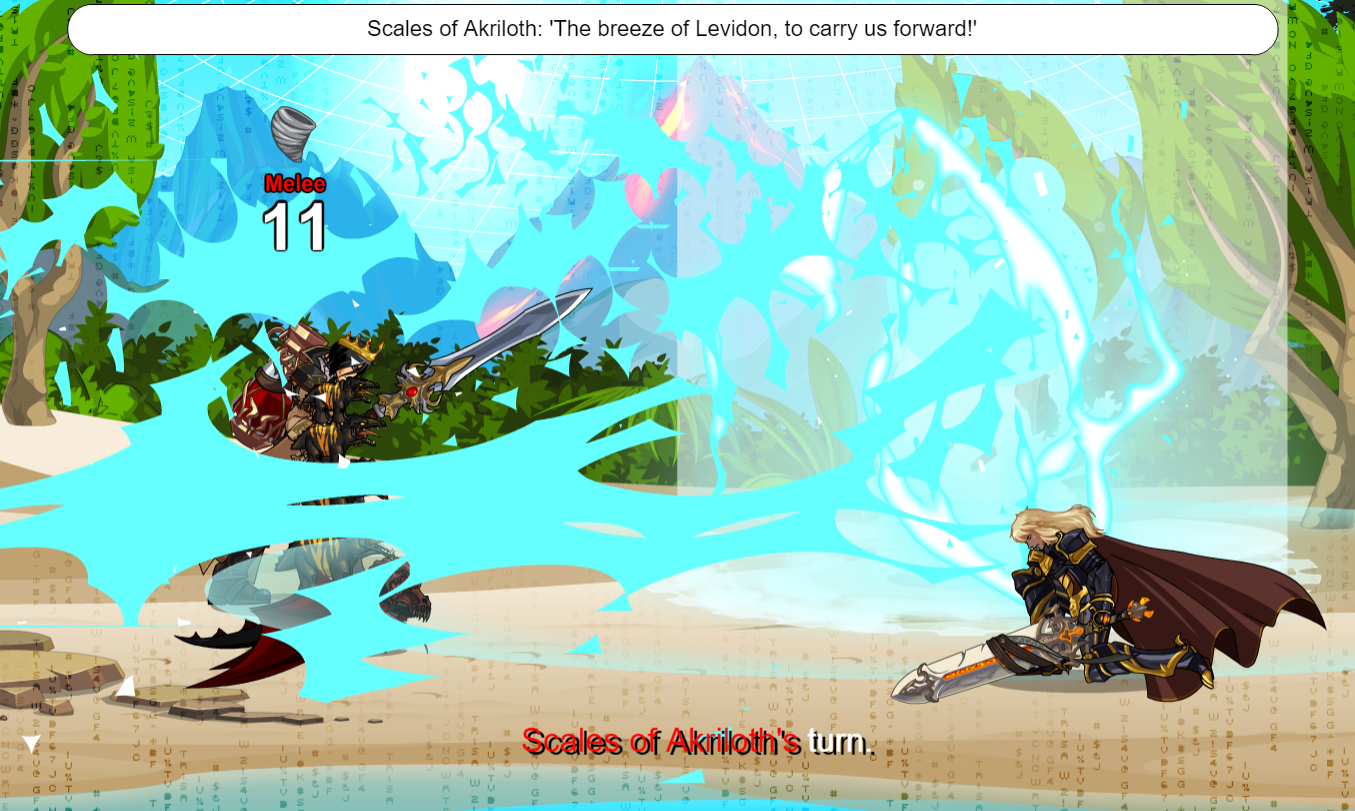 Scales of Akriloth: 'The breeze of Levidon, to carry us forward!'
Melee
11
Scales of Akriloth's turn.